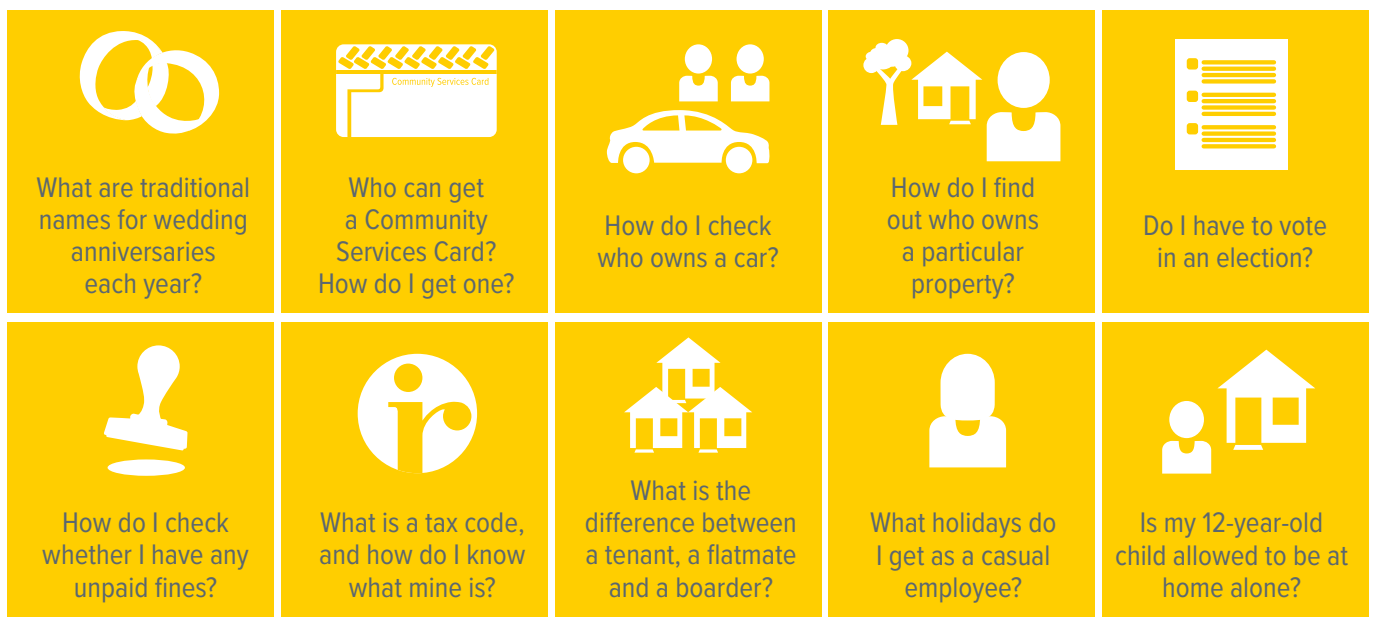 What are traditional
names for wedding
anniversaries
each year?
Community Services Card
Who can get
a Community
Services Card?
How do I get one?
How do I check
who owns a car?
How do I find
out who owns
a particular
property?
Do I have to vote
in an election?
How do I check
whether I have any
unpaid fines?
ir
What is a tax code,
and how do I know
what mine is?
What is the
difference between
a tenant, a flatmate
and a boarder?
What holidays do
I get as a casual
employee?
Is my 12-year-old
child allowed to be at
home alone?